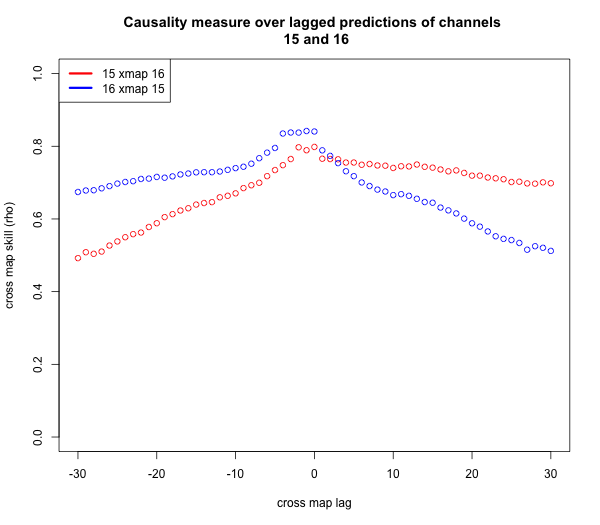 Causality measure over lagged predictions of channels
15 and 16
15 xmap 16
16 xmap 15
cross map skill (rho)
1.0
0.8
0.6
0.4
0.2
0.0
-30 -20 -10 0 10 20 30
cross map lag